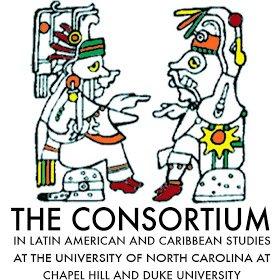 THE CONSORTIUM
IN LATIN AMERICAN AND CARIBBEAN STUDIES
AT THE UNIVERSITY OF NORTH CAROLINA AT
CHAPEL HILL AND DUKE UNIVERSITY